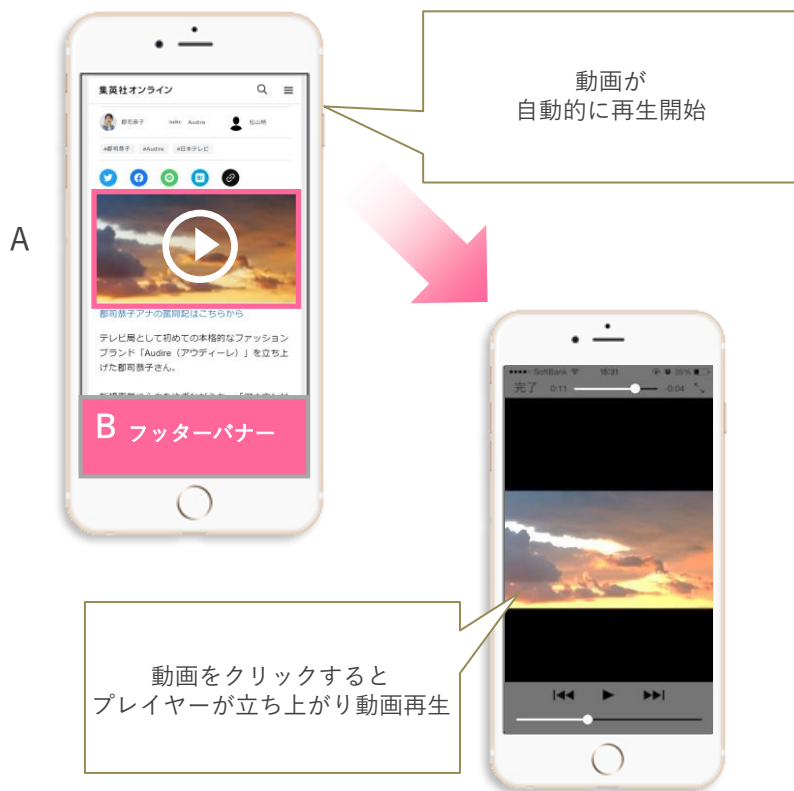 動画が
自動的に再生開始
集英社オンライン
郡司恭子
Audire
松山明
#郡司恭子 #Audire #日本テレビ
A
郡司恭子アナの奮闘記はこちらから
テレビ局として初めての本格的なファッション
ブランド「Audire（アウディーレ）」を立ち上
げた郡司恭子さん。
B フッターバナー
SoftBank 15:31 35%
完了 0:11 -0:04
動画をクリックすると
プレイヤーが立ち上がり動画再生